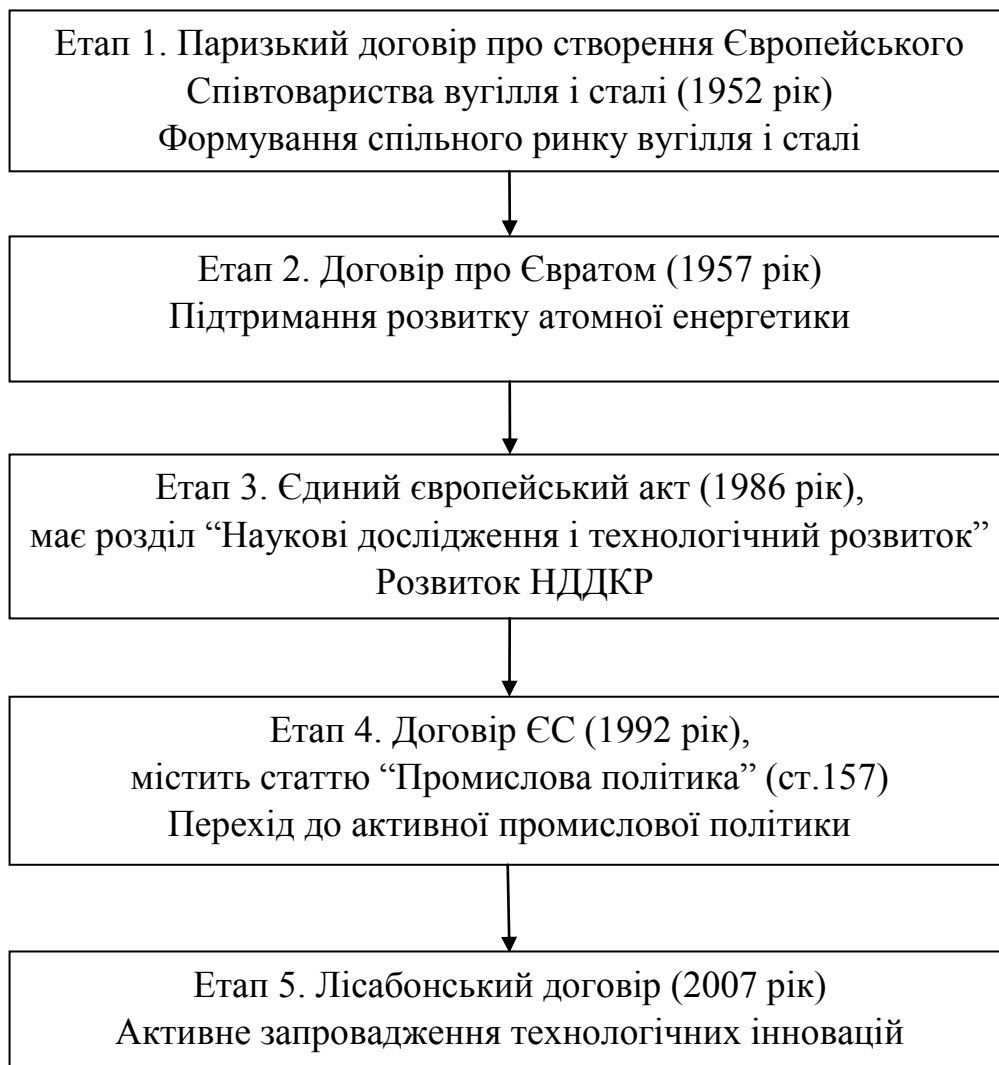 Етап 1. Паризький договір про створення Європейського
Співтовариства вугілля і сталі (1952 рік)
Формування спільного ринку вугілля і сталі
Етап 2. Договір про Євратом (1957 рік)
Підтримання розвитку атомної енергетики
Етап 3. Єдиний європейський акт (1986 рік),
має розділ “Наукові дослідження і технологічний розвиток”
Розвиток НДДКР
Етап 4. Договір ЄС (1992 рік),
містить статтю “Промислова політика” (ст.157)
Перехід до активної промислової політики
Етап 5. Лісабонський договір (2007 рік)
Активне запровадження технологічних інновацій